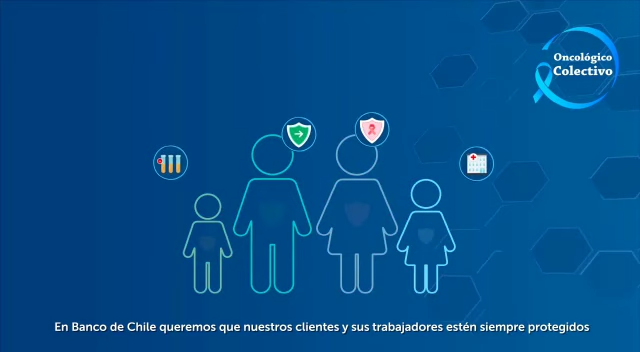 Oncológico
Colectivo
En Banco de Chile queremos que nuestros clientes y sus trabajadores estén siempre protegidos